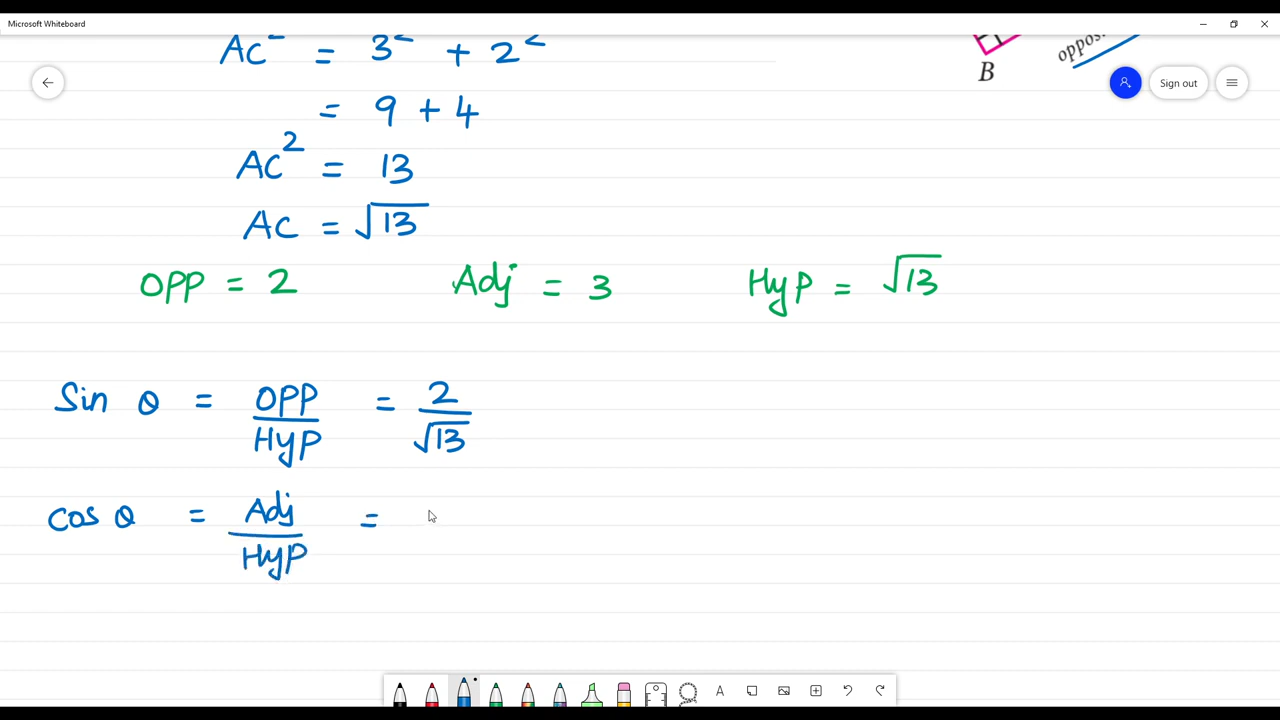 Microsoft Whiteboard
AC² = 3² + 2²
oppos.
B
Sign out
= 9 + 4
AC² = 13
AC = √13
OPP = 2 Adj = 3 HyP = √13
Sin θ = OPP/HyP = 2/√13
cos θ = Adj/HyP =
A